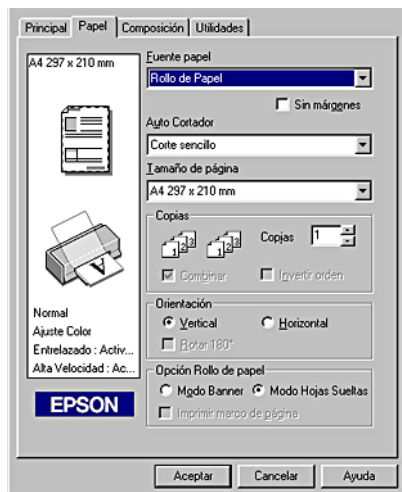 Principal Papel Composición Utilidades
A4 297 x 210 mm
Fuente papel
Rollo de Papel
Sin márgenes
Auto Cortador
Corte sencillo
Tamaño de página
A4 297 x 210 mm
Copias
Copias 1
Combinar Invertir orden
Orientación
Vertical Horizontal
Rotar 180°
Opción Rollo de papel
Modo Banner Modo Hojas Sueltas
Imprimir marco de página
Normal
Ajuste Color
Entrelazado : Activ...
Alta Velocidad : Ac...
EPSON
Aceptar Cancelar Ayuda